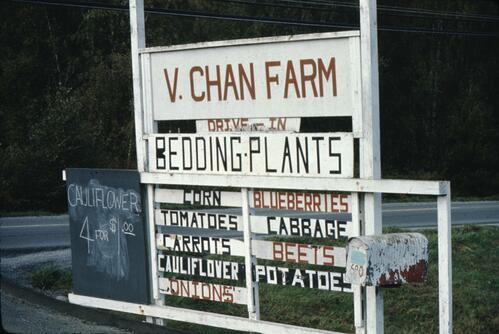 V. CHAN FARM
DRIVE-IN
BEDDING-PLANTS
CORN
TOMATOES
CARROTS
CAULIFLOWER
ONIONS
BLUEBERRIES
CABBAGE
BEETS
POTATOES
CAULIFLOWER
4 FOR $1.00